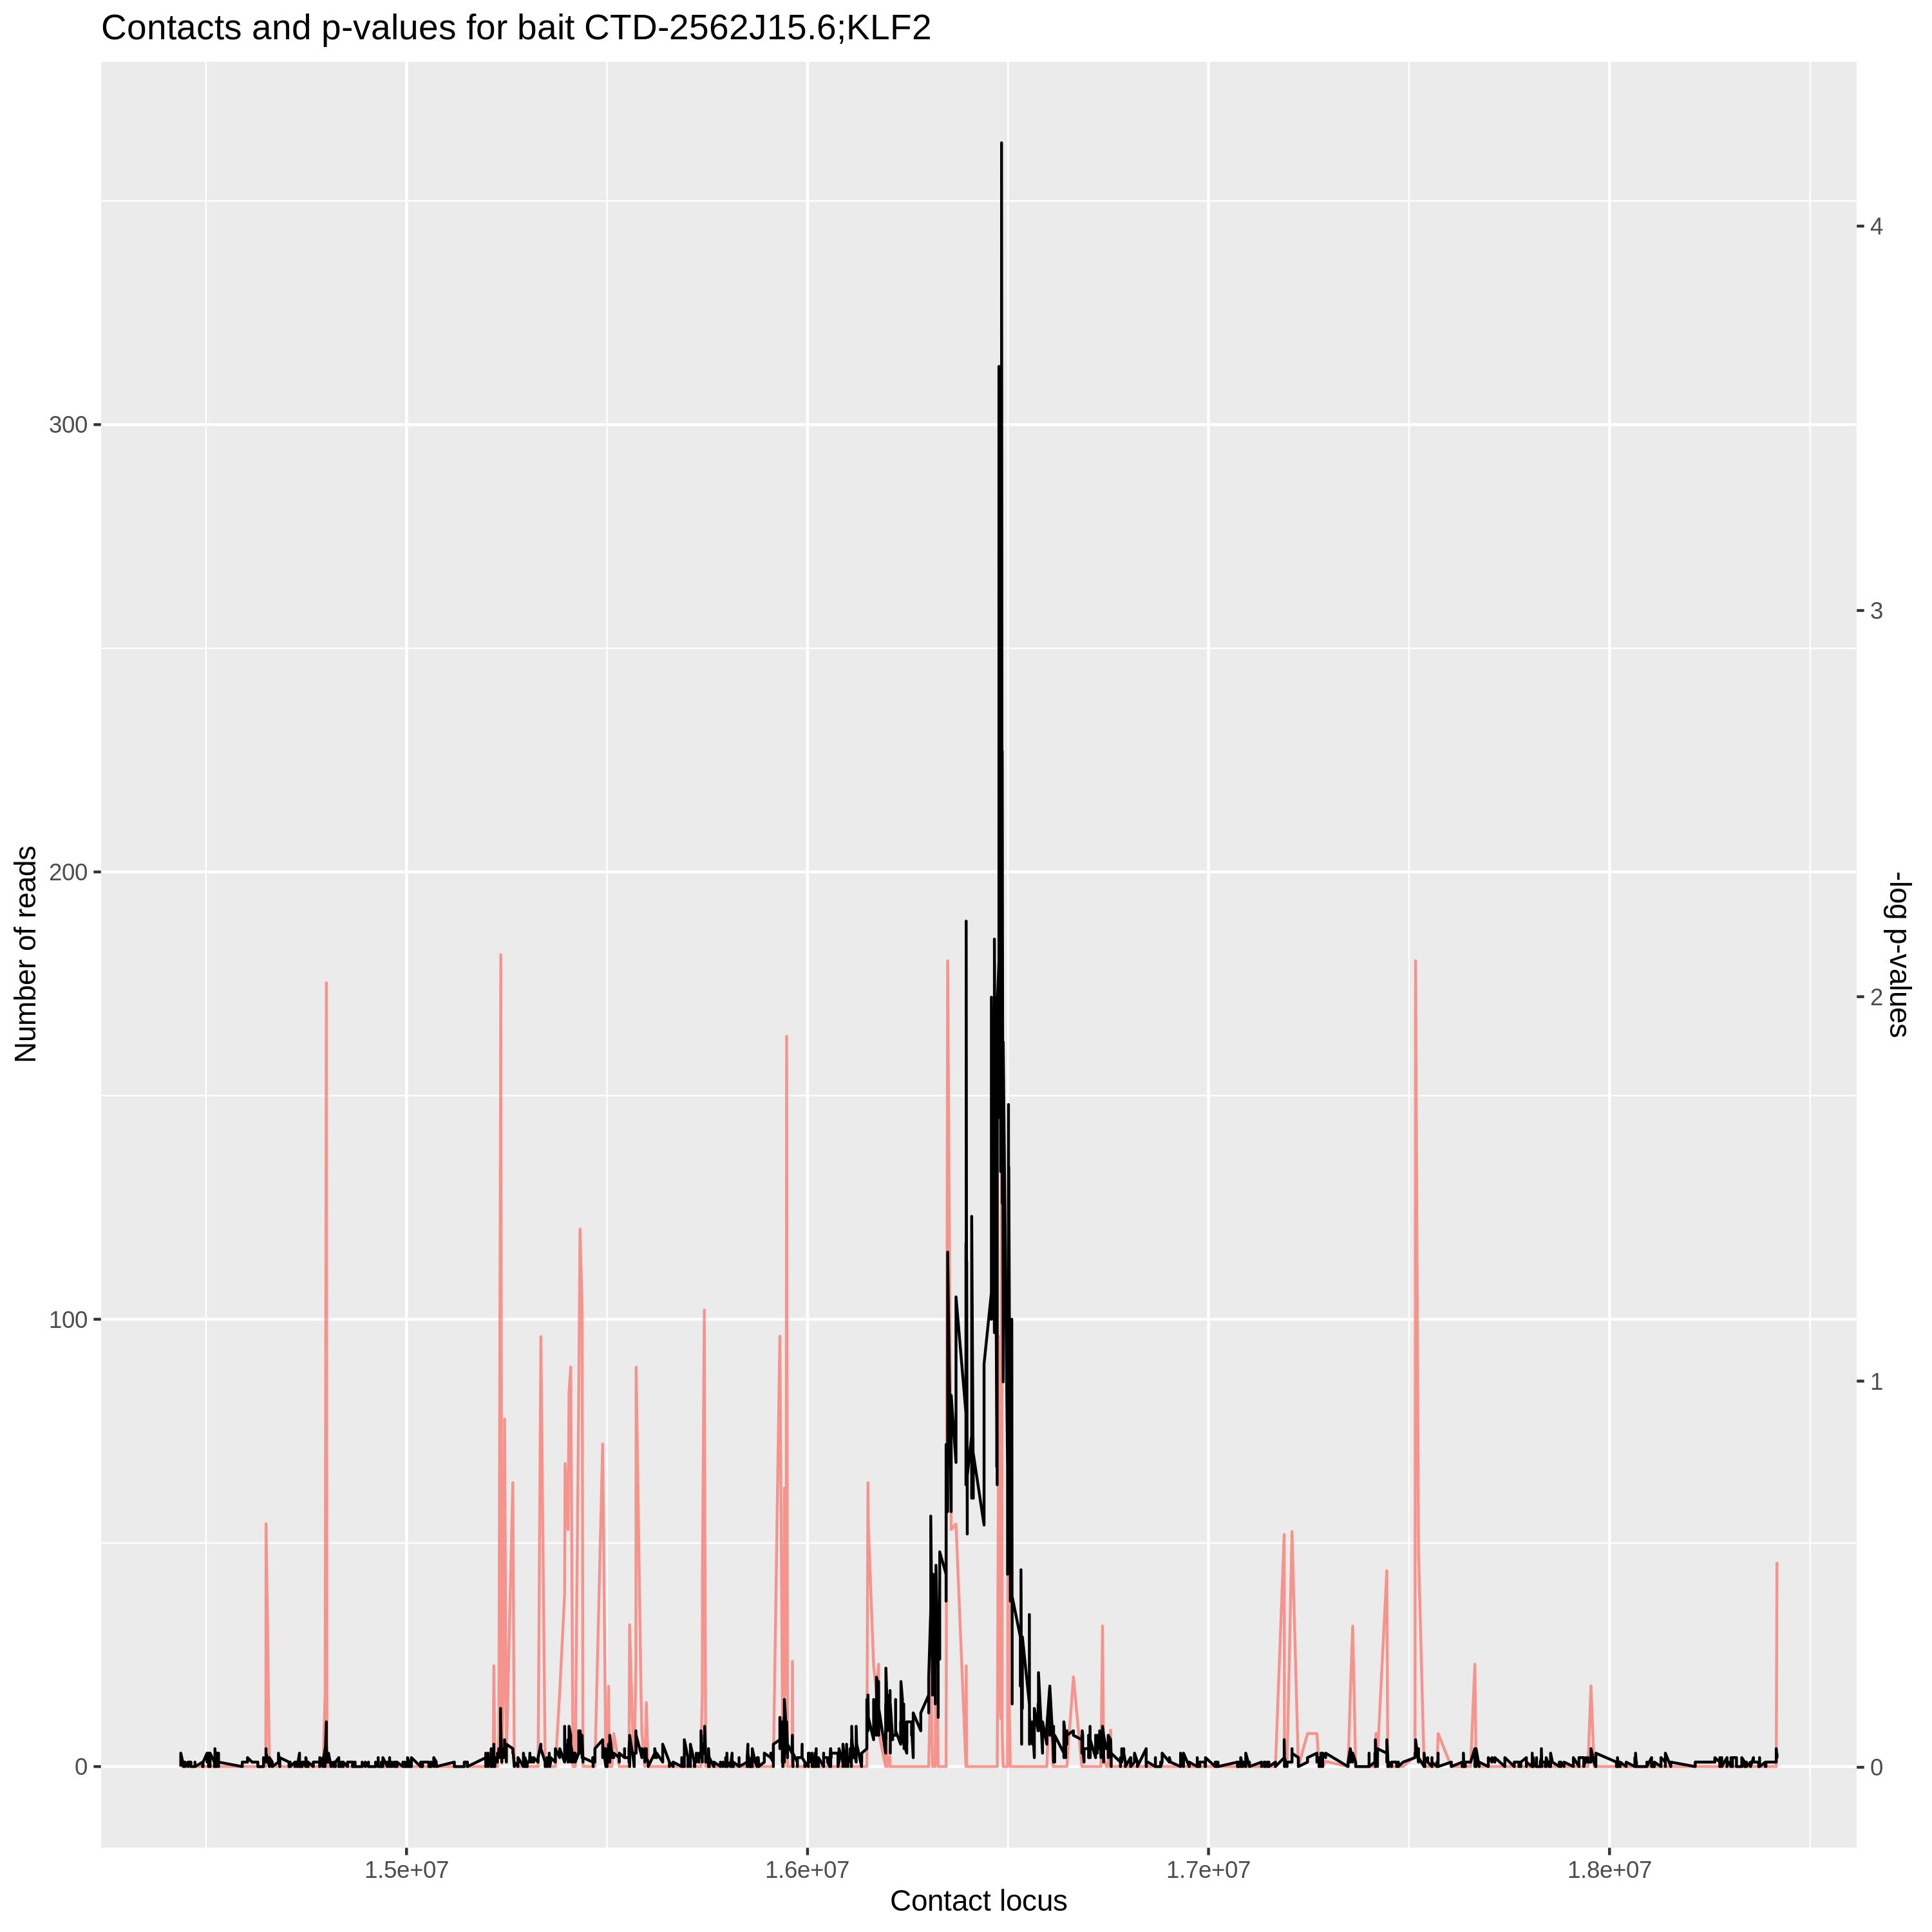 Contacts and p-values for bait CTD-2562J15.6;KLF2
Number of reads
300
200
100
0
4
3
2
1
0
-log p-values
1.5e+07
1.6e+07
1.7e+07
1.8e+07
Contact locus